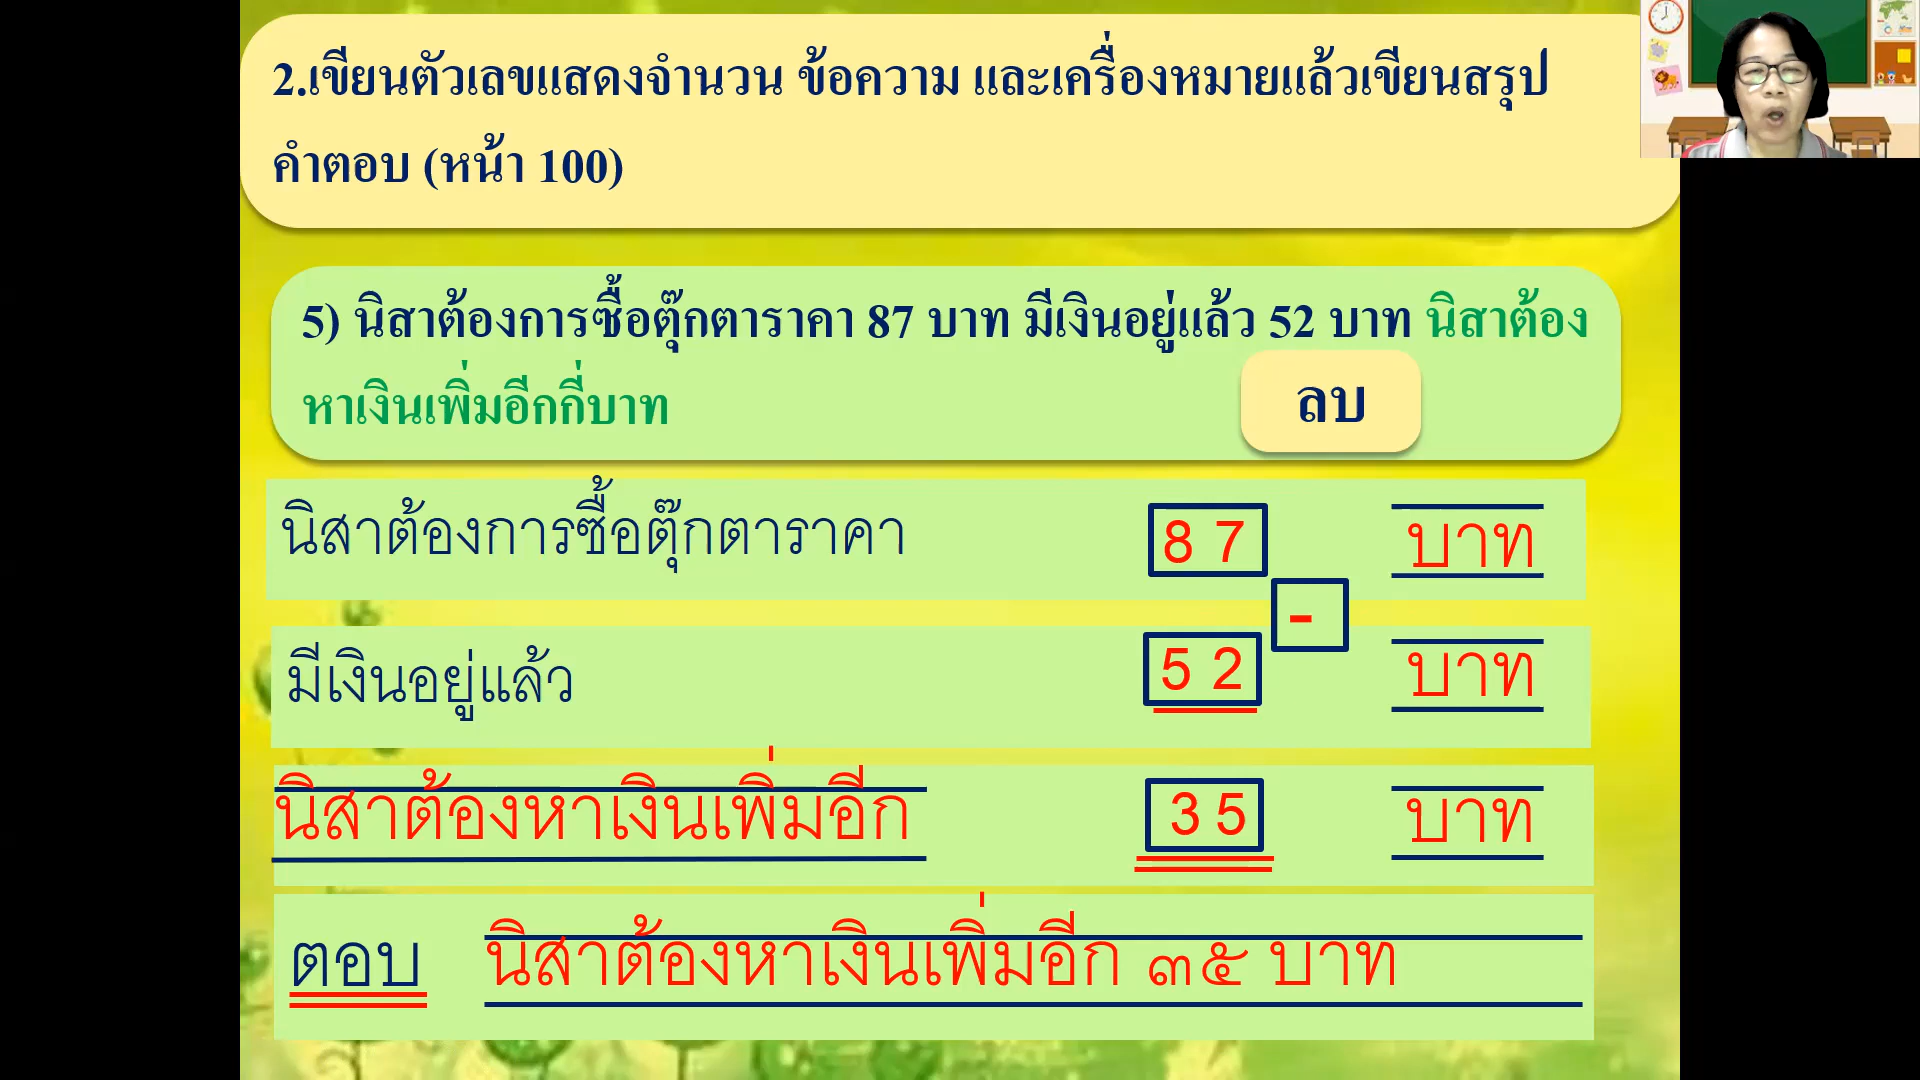 2.เขียนตัวเลขแสดงจำนวน ข้อความ และเครื่องหมายแล้วเขียนสรุป
คำตอบ (หน้า 100)
5) นิสาต้องการซื้อตุ๊กตาราคา 87 บาท มีเงินอยู่แล้ว 52 บาท นิสาต้อง
หาเงินเพิ่มอีกกี่บาท
ลบ
นิสาต้องการซื้อตุ๊กตาราคา 8 7 บาท
-
มีเงินอยู่แล้ว 5 2 บาท
นิสาต้องหาเงินเพิ่มอีก 3 5 บาท
ตอบ นิสาต้องหาเงินเพิ่มอีก ๓๕ บาท